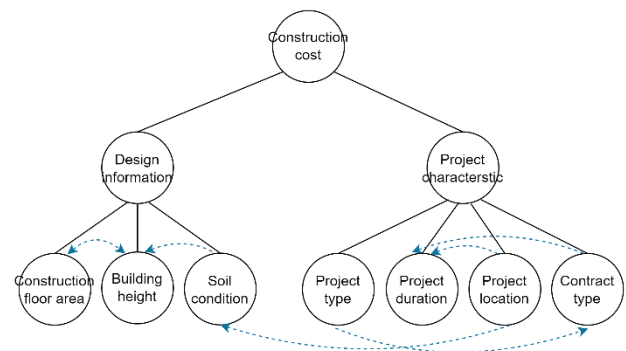 Construction
cost
Design
information
Project
characterstic
Construction
floor area
Building
height
Soil
condition
Project
type
Project
duration
Project
location
Contract
type